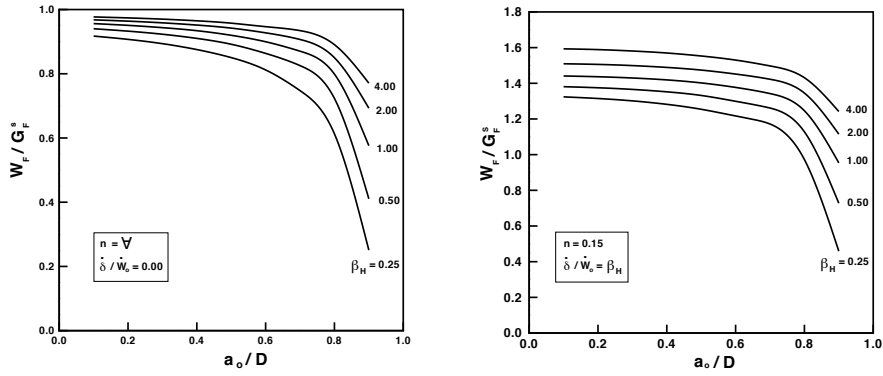 1.0
0.8
0.6
0.4
0.2
0.0
W_F / G_F^s
4.00
2.00
1.00
0.50
β_H = 0.25
n = ∀
δ̇ / Ẇ_o = 0.00
0.0 0.2 0.4 0.6 0.8 1.0
a_o / D
1.8
1.6
1.4
1.2
1.0
0.8
0.6
0.4
0.2
0.0
W_F / G_F^s
4.00
2.00
1.00
0.50
β_H = 0.25
n = 0.15
δ̇ / Ẇ_o = β_H
0.0 0.2 0.4 0.6 0.8 1.0
a_o / D